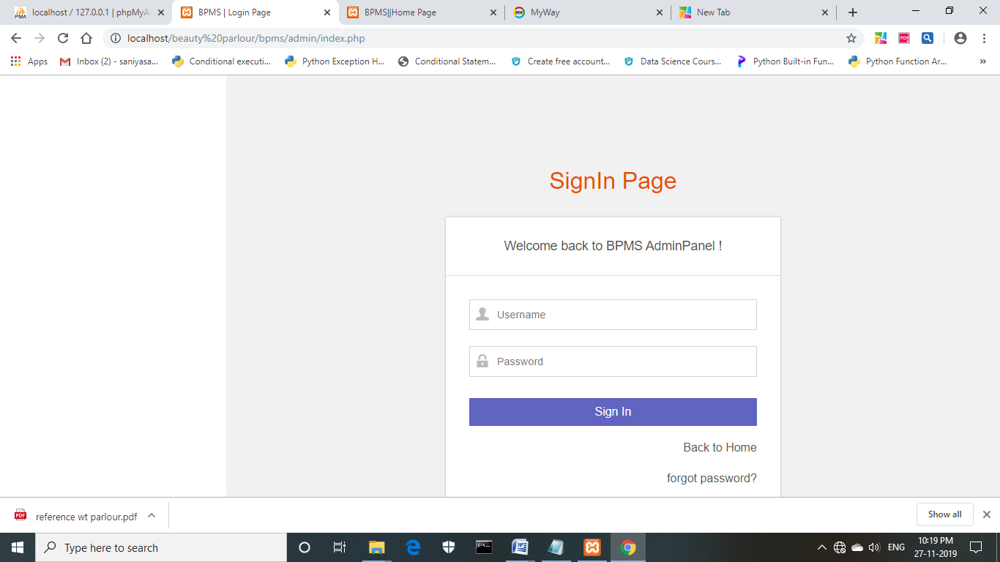 localhost / 127.0.0.1 | phpMyA
BPMS | Login Page
BPMS||Home Page
MyWay
New Tab
localhost/beauty%20parlour/bpms/admin/index.php
Apps
Inbox (2) - saniyasa...
Conditional executi...
Python Exception H...
Conditional Statem...
Create free account...
Data Science Cours...
Python Built-in Fun...
Python Function Ar...
»
SignIn Page
Welcome back to BPMS AdminPanel !
Username
Password
Sign In
Back to Home
forgot password?
reference wt parlour.pdf
Show all
Type here to search
ENG
10:19 PM
27-11-2019